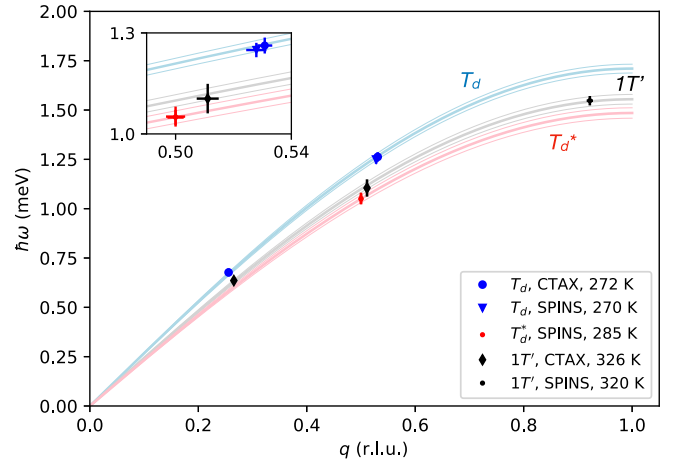 2.00
1.75
1.50
1.25
1.00
0.75
0.50
0.25
0.00
ħω (meV)
1.3
1.0
0.50
0.54
T_d
1T'
T_d*
T_d, CTAX, 272 K
T_d, SPINS, 270 K
T_d^*, SPINS, 285 K
1T′, CTAX, 326 K
1T′, SPINS, 320 K
0.0
0.2
0.4
0.6
0.8
1.0
q (r.l.u.)